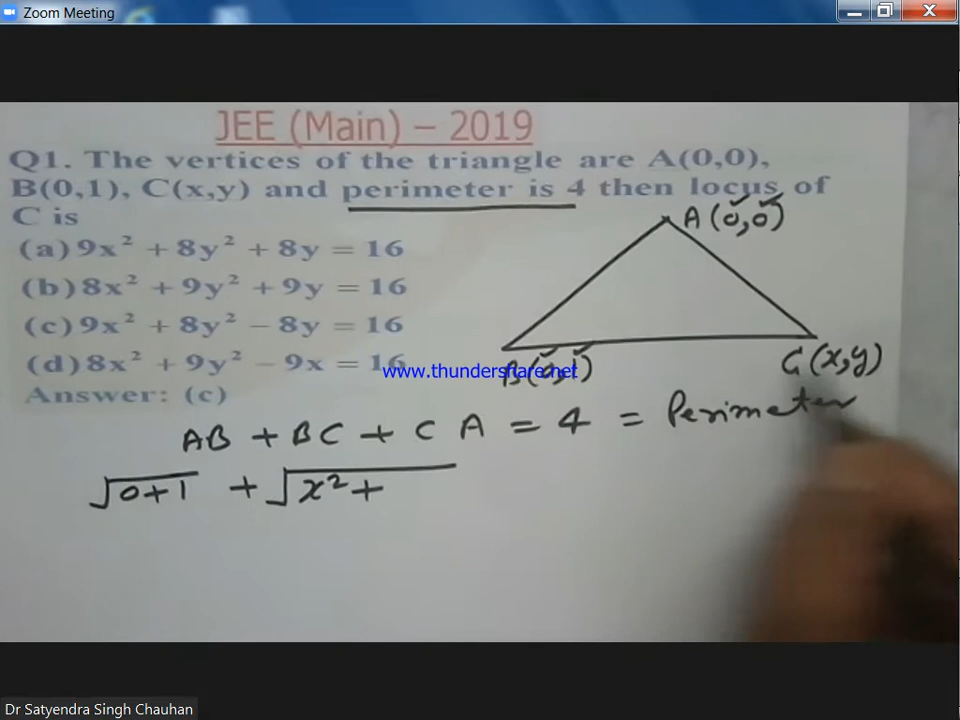 Zoom Meeting
JEE (Main) – 2019
Q1. The vertices of the triangle are A(0,0),
B(0,1), C(x,y) and perimeter is 4 then locus of
C is
(a) 9x² + 8y² + 8y = 16
(b) 8x² + 9y² + 9y = 16
(c) 9x² + 8y² − 8y = 16
(d) 8x² + 9y² − 9x = 16
Answer: (c)
A (0,0)
B (0,1)
C (x,y)
www.thundershare.net
AB + BC + CA = 4 = Perimeter
√0+1 + √x² +
Dr Satyendra Singh Chauhan